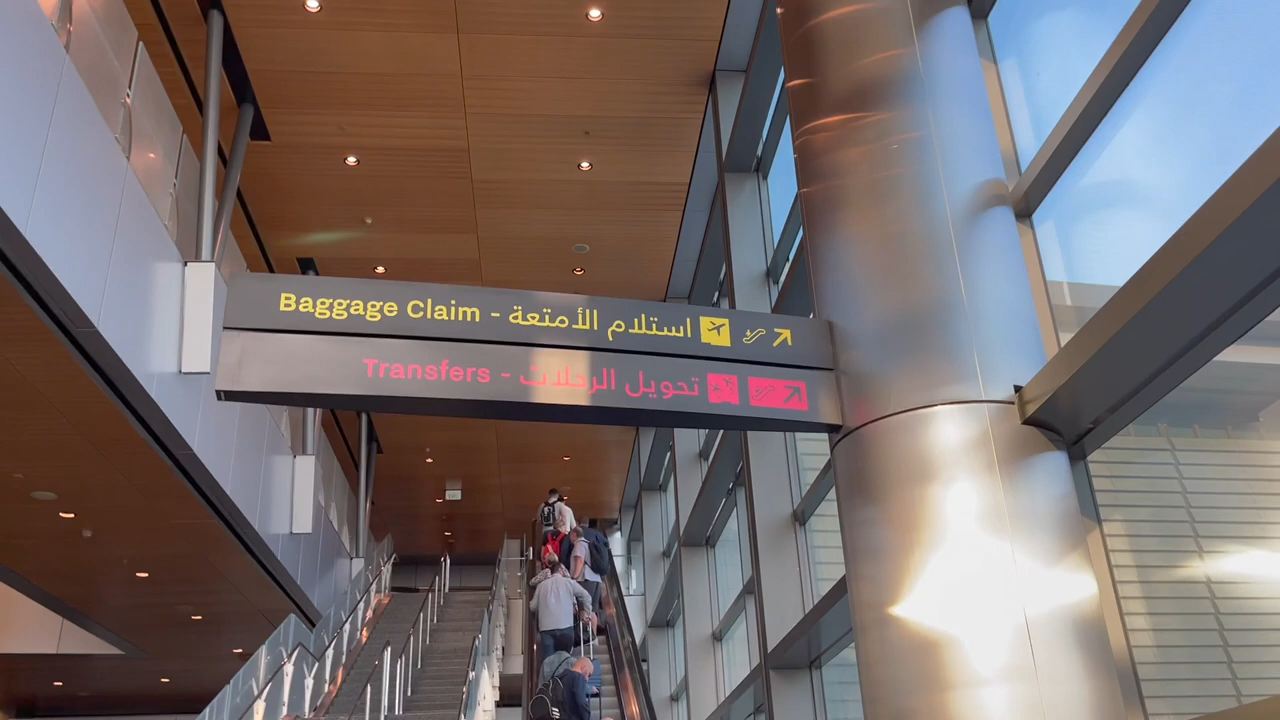 Baggage Claim - استلام الأمتعة
Transfers - تحويل الرحلات